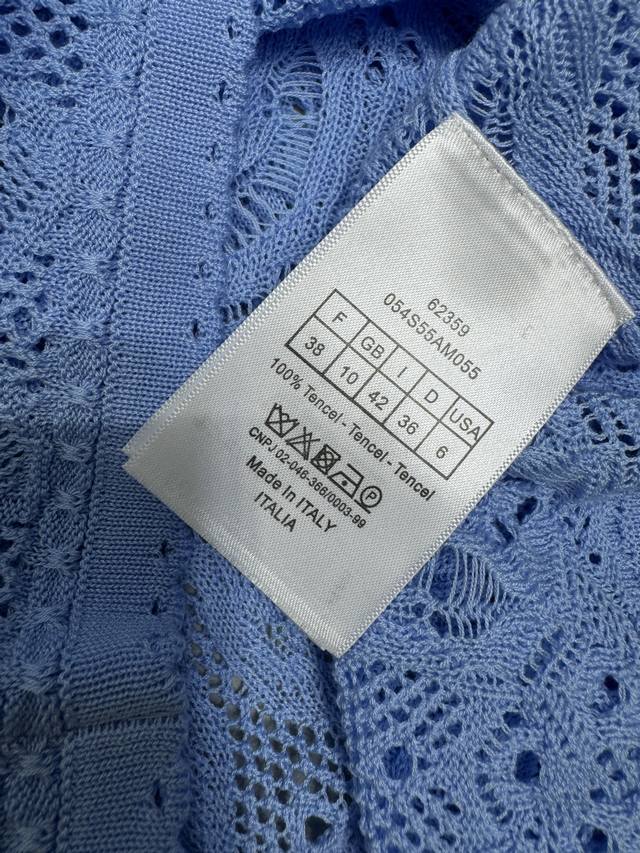 62359
054S55AM055
F GB I D USA
38 10 42 36 6
100% Tencel - Tencel - Tencel
P
CNPJ 02-046-366/0003-99
Made In ITALY
ITALIA